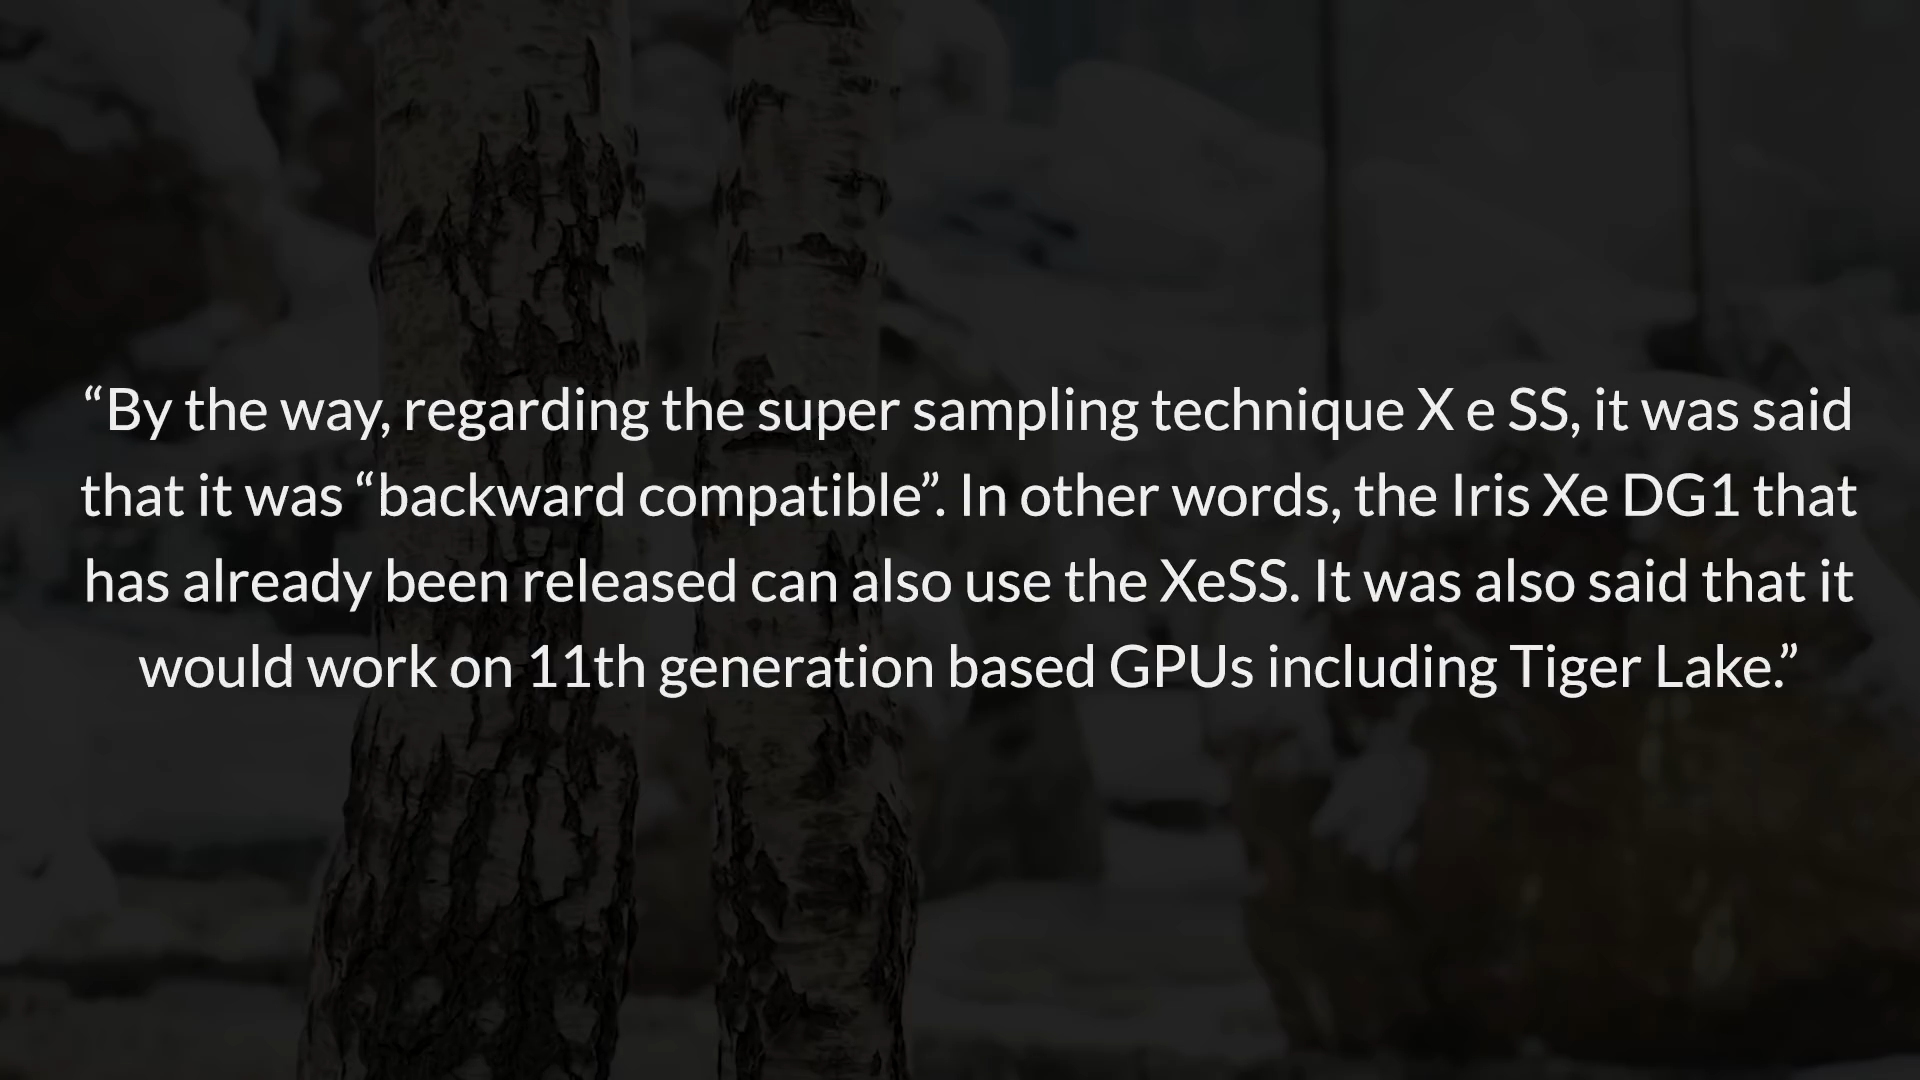 “By the way, regarding the super sampling technique X e SS, it was said
that it was “backward compatible”. In other words, the Iris Xe DG1 that
has already been released can also use the XeSS. It was also said that it
would work on 11th generation based GPUs including Tiger Lake.”